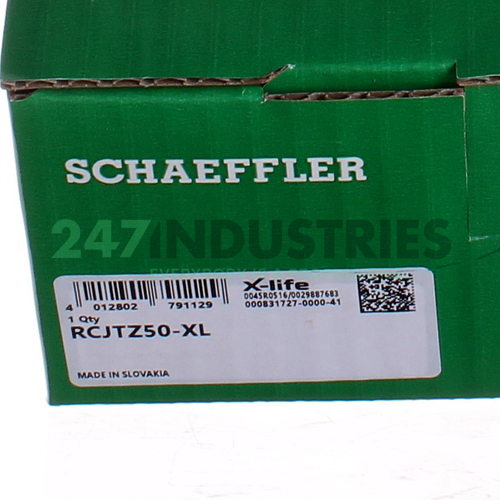 SCHAEFFLER
247INDUSTRIES
X-life
4 012802 791129
0045R0516/0029887683
000831727-0000-41
1 Qty
RCJTZ50-XL
MADE IN SLOVAKIA